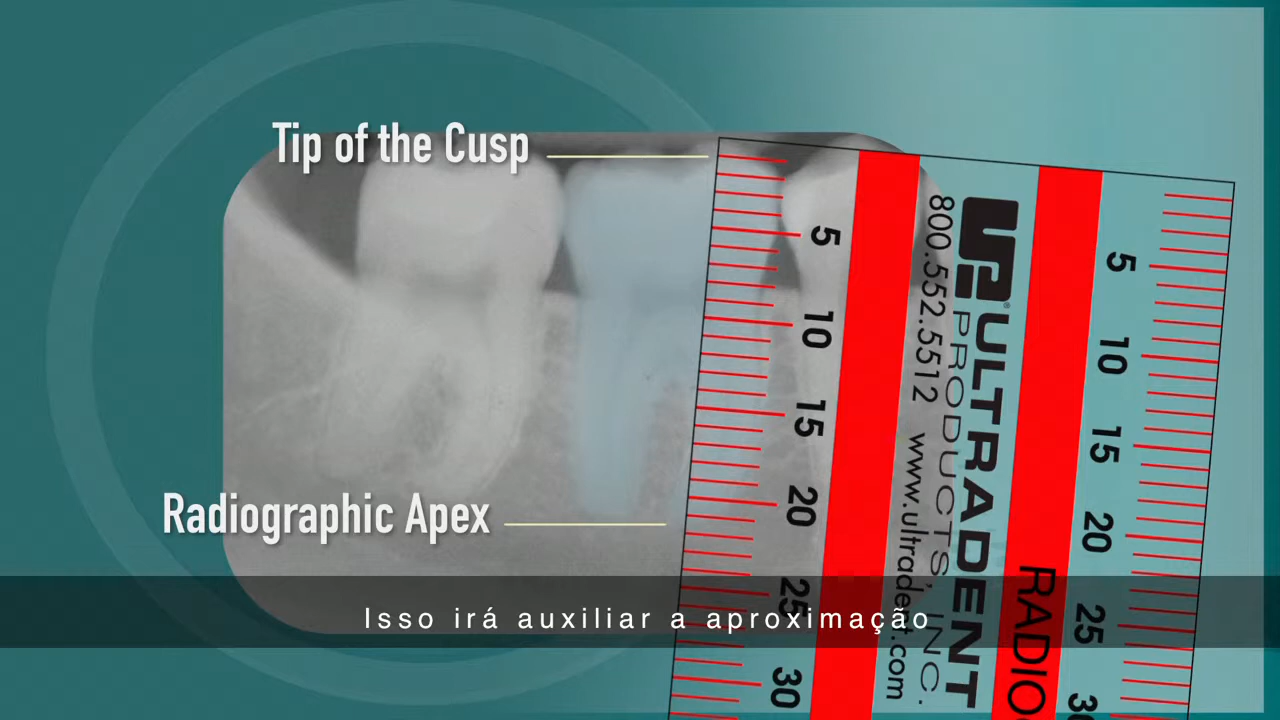 Tip of the Cusp
Radiographic Apex
5
10
15
20
25
30
800.552.5512 www.ultradent.com
UP®
ULTRADENT
PRODUCTS, INC.
RADIO
5
10
15
20
25
Isso irá auxiliar a aproximação